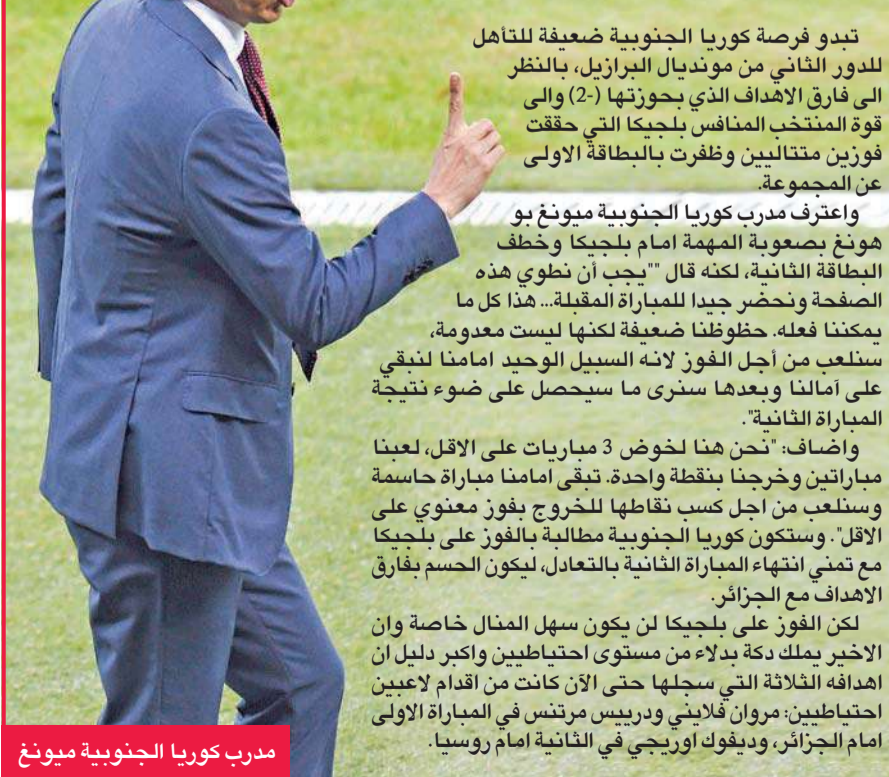 تبدو فرصة كوريا الجنوبية ضعيفة للتأهل
للدور الثاني من مونديال البرازيل، بالنظر
الى فارق الاهداف الذي بحوزتها (-2) والى
قوة المنتخب المنافس بلجيكا التي حققت
فوزين متتاليين وظفرت بالبطاقة الاولى
عن المجموعة.
واعترف مدرب كوريا الجنوبية ميونغ بو
هونغ بصعوبة المهمة امام بلجيكا وخطف
البطاقة الثانية، لكنه قال ""يجب أن نطوي هذه
الصفحة ونحضر جيدا للمباراة المقبلة... هذا كل ما
يمكننا فعله. حظوظنا ضعيفة لكنها ليست معدومة،
سنلعب من أجل الفوز لانه السبيل الوحيد امامنا لنبقي
على آمالنا وبعدها سنرى ما سيحصل على ضوء نتيجة
المباراة الثانية".
واضاف: "نحن هنا لخوض 3 مباريات على الاقل، لعبنا
مباراتين وخرجنا بنقطة واحدة. تبقى امامنا مباراة حاسمة
وسنلعب من اجل كسب نقاطها للخروج بفوز معنوي على
الاقل". وستكون كوريا الجنوبية مطالبة بالفوز على بلجيكا
مع تمني انتهاء المباراة الثانية بالتعادل، ليكون الحسم بفارق
الاهداف مع الجزائر.
لكن الفوز على بلجيكا لن يكون سهل المنال خاصة وان
الاخير يملك دكة بدلاء من مستوى احتياطيين واكبر دليل ان
اهدافه الثلاثة التي سجلها حتى الآن كانت من اقدام لاعبين
احتياطيين: مروان فلايني ودرييس مرتنس في المباراة الاولى
امام الجزائر، وديفوك اوريجي في الثانية امام روسيا.
مدرب كوريا الجنوبية ميونغ